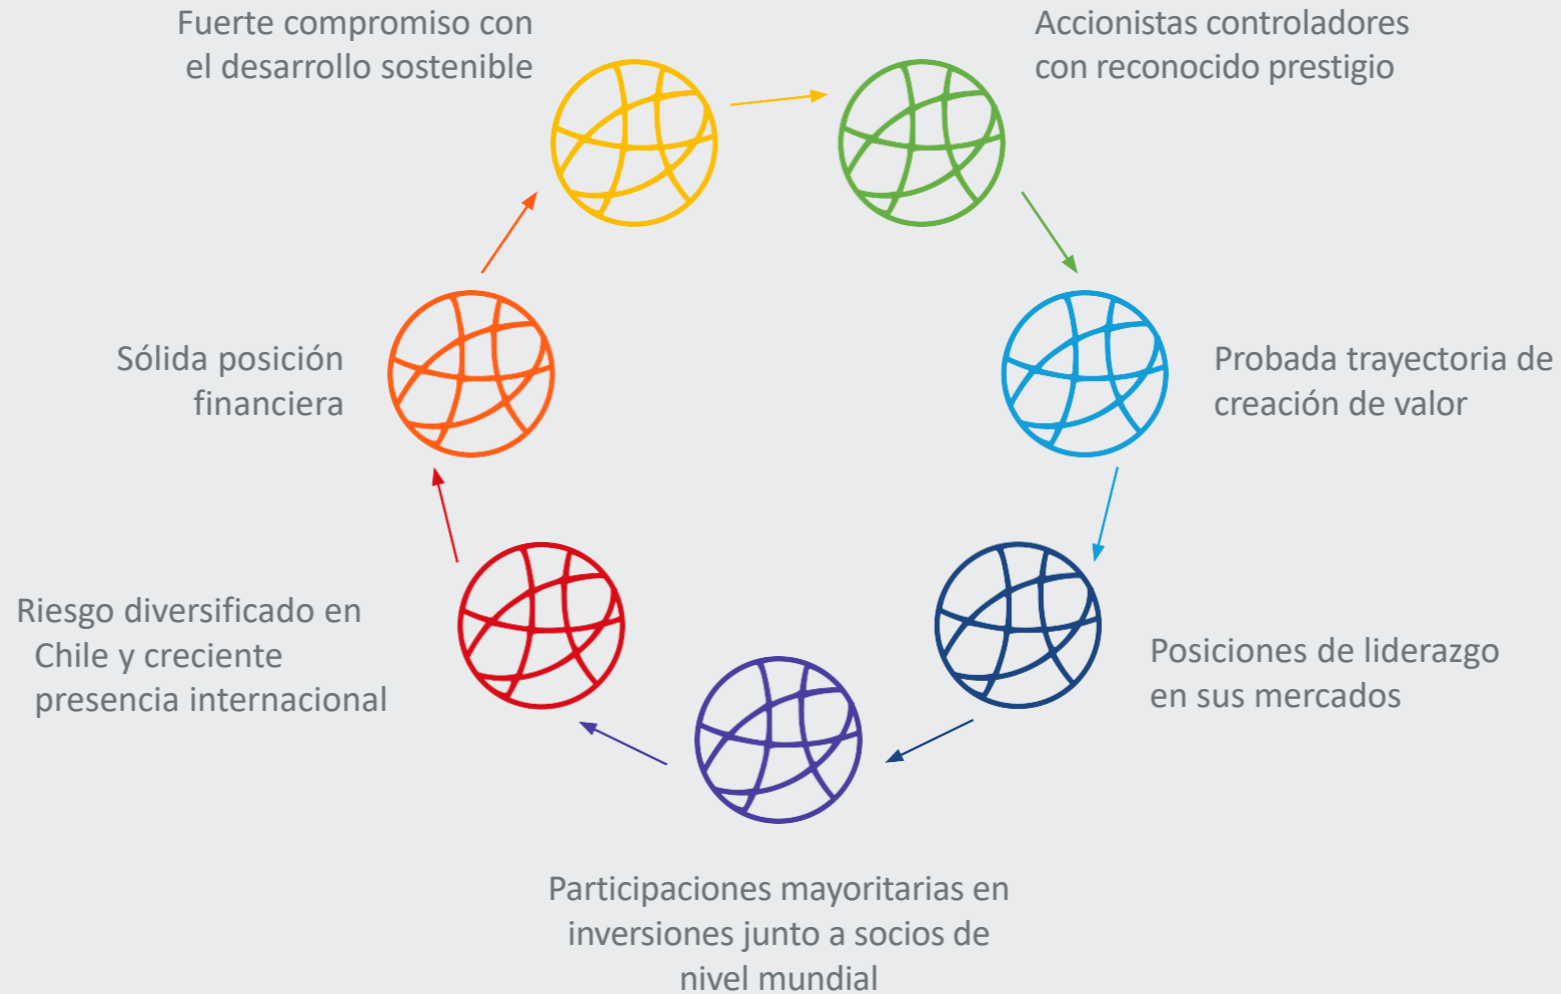 Fuerte compromiso con
el desarrollo sostenible
Accionistas controladores
con reconocido prestigio
Sólida posición
financiera
Probada trayectoria de
creación de valor
Riesgo diversificado en
Chile y creciente
presencia internacional
Posiciones de liderazgo
en sus mercados
Participaciones mayoritarias en
inversiones junto a socios de
nivel mundial